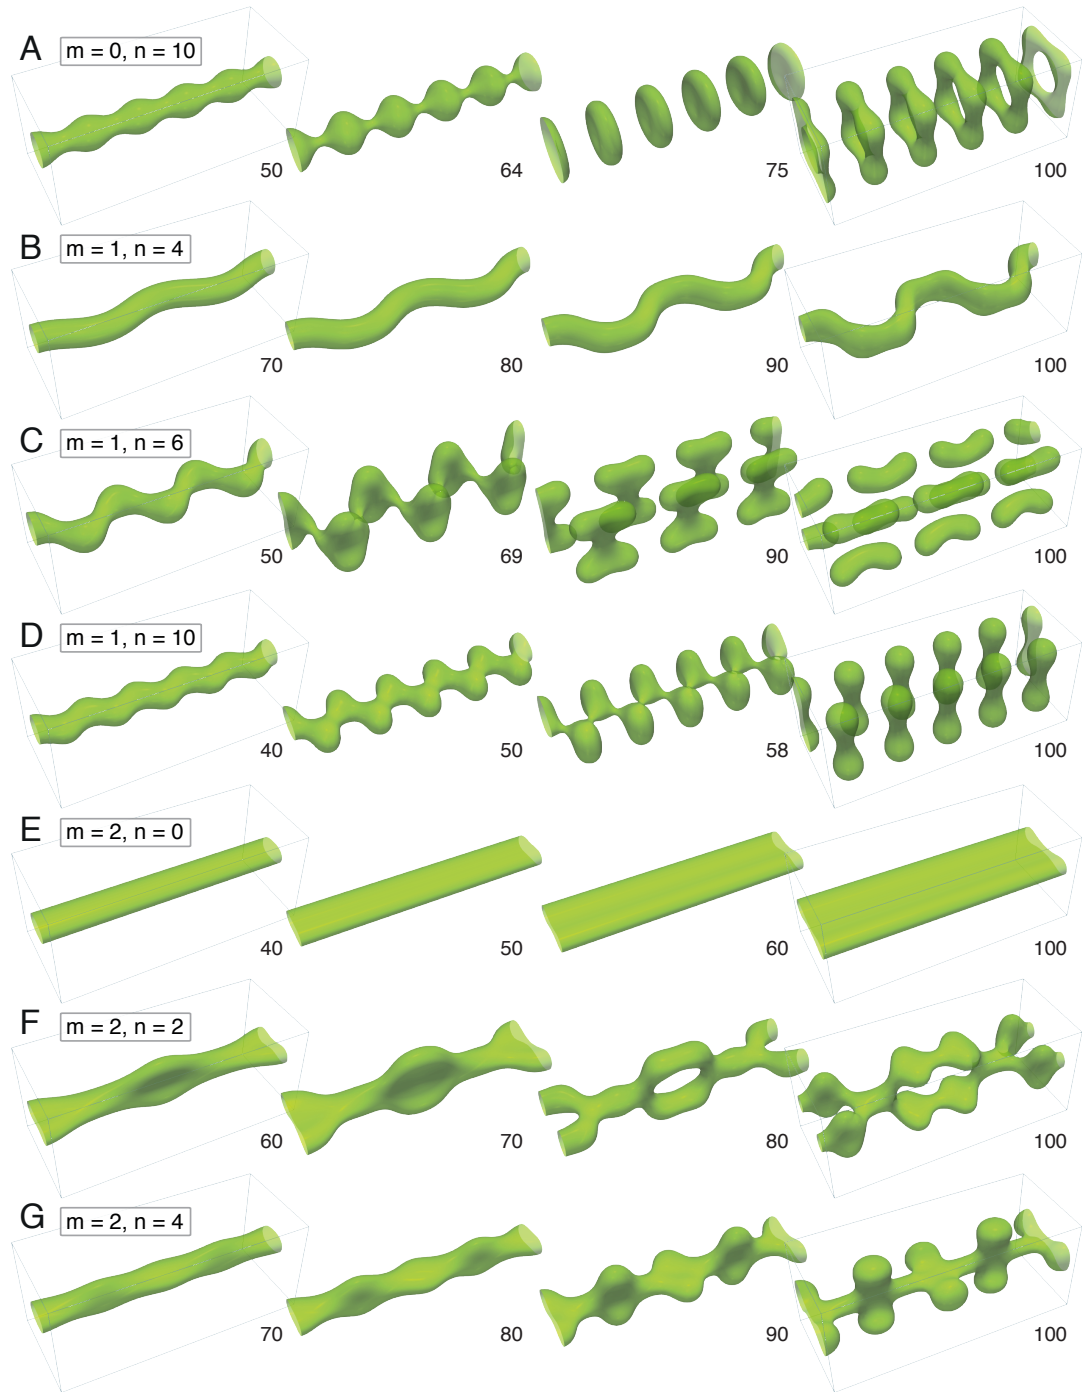 A m = 0, n = 10
50 64 75 100
B m = 1, n = 4
70 80 90 100
C m = 1, n = 6
50 69 90 100
D m = 1, n = 10
40 50 58 100
E m = 2, n = 0
40 50 60 100
F m = 2, n = 2
60 70 80 100
G m = 2, n = 4
70 80 90 100